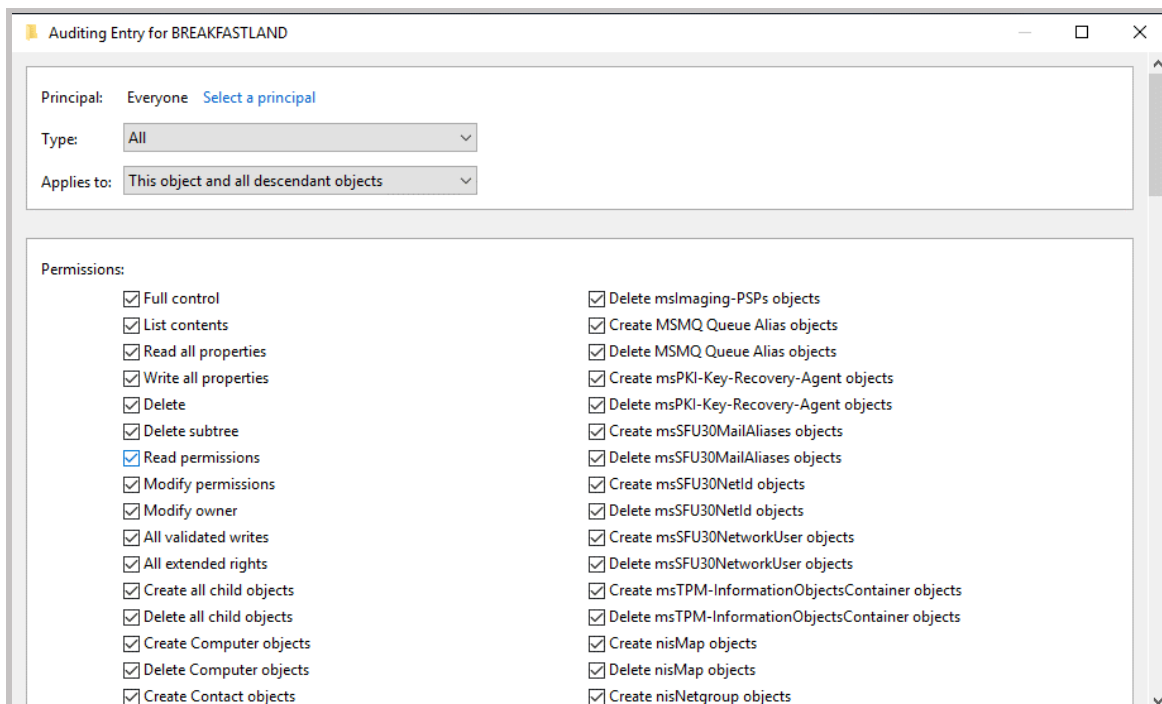 Auditing Entry for BREAKFASTLAND
Principal: Everyone Select a principal
Type: All
Applies to: This object and all descendant objects
Permissions:
Full control
List contents
Read all properties
Write all properties
Delete
Delete subtree
Read permissions
Modify permissions
Modify owner
All validated writes
All extended rights
Create all child objects
Delete all child objects
Create Computer objects
Delete Computer objects
Create Contact objects
Delete msImaging-PSPs objects
Create MSMQ Queue Alias objects
Delete MSMQ Queue Alias objects
Create msPKI-Key-Recovery-Agent objects
Delete msPKI-Key-Recovery-Agent objects
Create msSFU30MailAliases objects
Delete msSFU30MailAliases objects
Create msSFU30NetId objects
Delete msSFU30NetId objects
Create msSFU30NetworkUser objects
Delete msSFU30NetworkUser objects
Create msTPM-InformationObjectsContainer objects
Delete msTPM-InformationObjectsContainer objects
Create nisMap objects
Delete nisMap objects
Create nisNetgroup objects